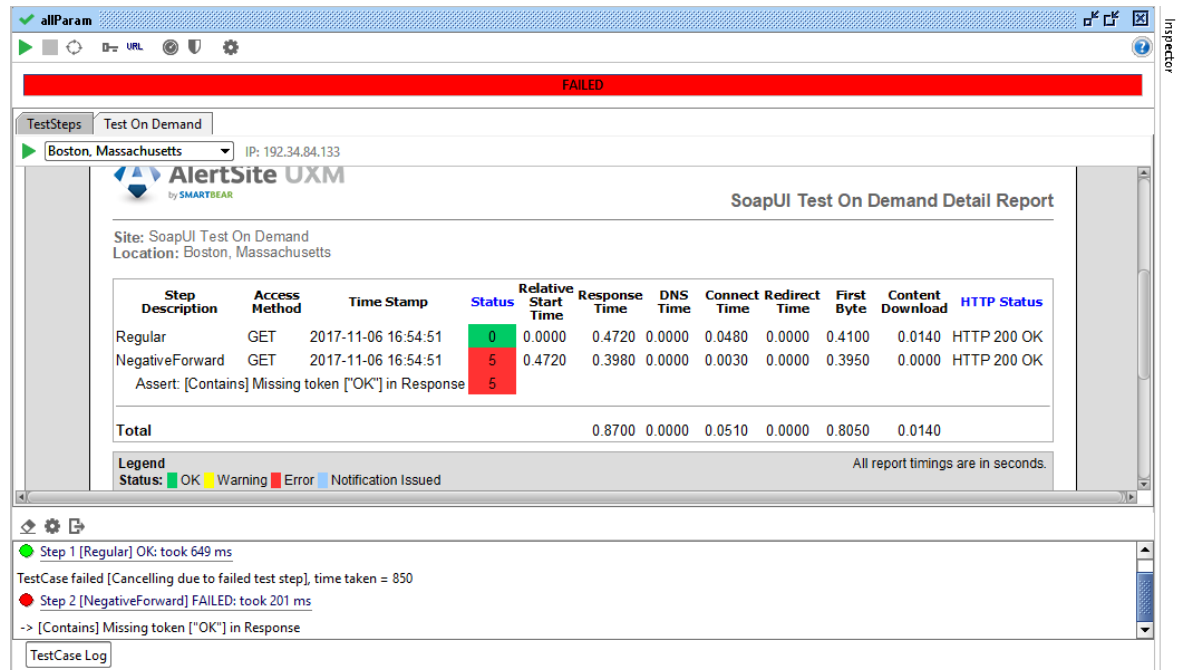 allParam
Inspector
URL
FAILED
TestSteps Test On Demand
Boston, Massachusetts IP: 192.34.84.133
AlertSite UXM
by SMARTBEAR
SoapUI Test On Demand Detail Report
Site: SoapUI Test On Demand
Location: Boston, Massachusetts
Step Description Access Method Time Stamp Status Relative Start Time Response Time DNS Time Connect Time Redirect Time First Byte Content Download HTTP Status
Regular GET 2017-11-06 16:54:51 0 0.0000 0.4720 0.0000 0.0480 0.0000 0.4100 0.0140 HTTP 200 OK
NegativeForward GET 2017-11-06 16:54:51 5 0.4720 0.3980 0.0000 0.0030 0.0000 0.3950 0.0000 HTTP 200 OK
Assert: [Contains] Missing token ["OK"] in Response 5
Total 0.8700 0.0000 0.0510 0.0000 0.8050 0.0140
Legend All report timings are in seconds.
Status: OK Warning Error Notification Issued
Step 1 [Regular] OK: took 649 ms
TestCase failed [Cancelling due to failed test step], time taken = 850
Step 2 [NegativeForward] FAILED: took 201 ms
-> [Contains] Missing token ["OK"] in Response
TestCase Log